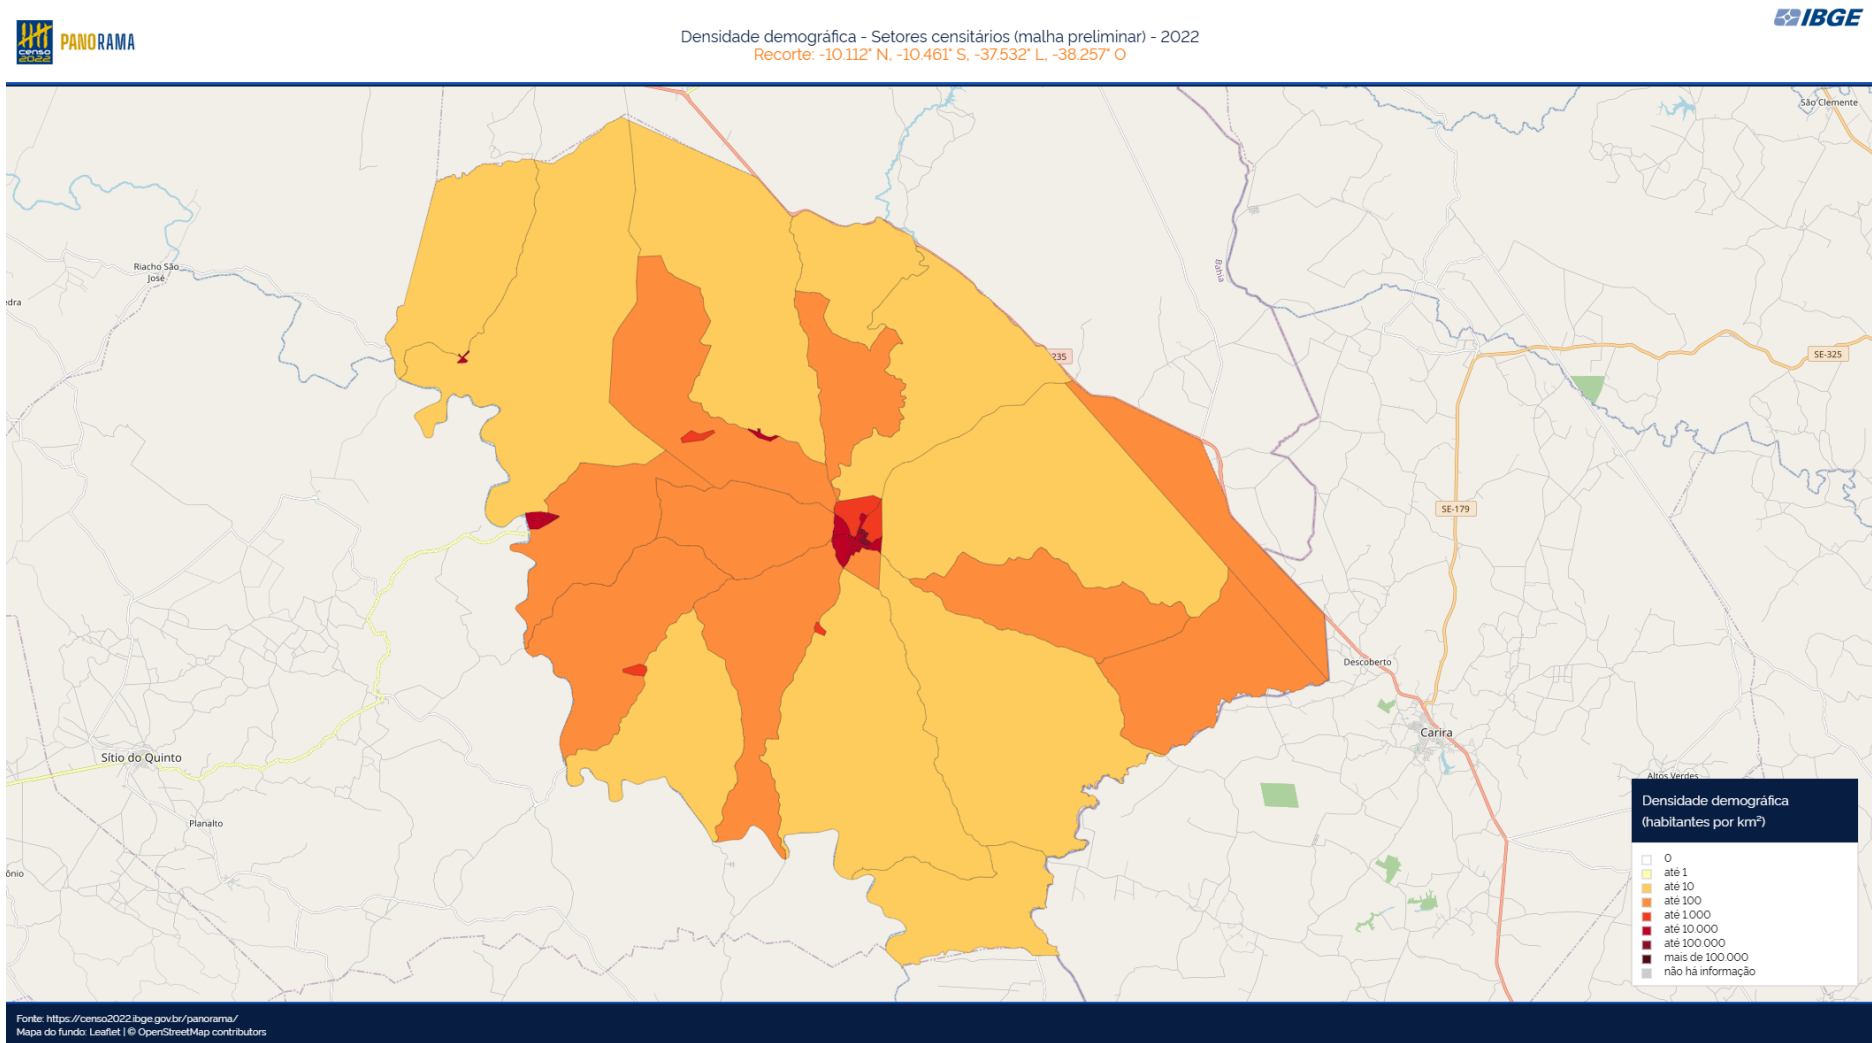 censo
2022
PANORAMA
IBGE
Densidade demográfica - Setores censitários (malha preliminar) - 2022
Recorte: -10.112° N, -10.461° S, -37.532° L, -38.257° O
São Clemente
Riacho São
José
Bahia
edra
235
SE-325
SE-179
Descoberto
Carira
Sítio do Quinto
Altos Verdes
Planalto
ônio
Densidade demográfica
(habitantes por km²)
0
até 1
até 10
até 100
até 1.000
até 10.000
até 100.000
mais de 100.000
não há informação
Fonte: https://censo2022.ibge.gov.br/panorama/
Mapa do fundo: Leaflet | © OpenStreetMap contributors